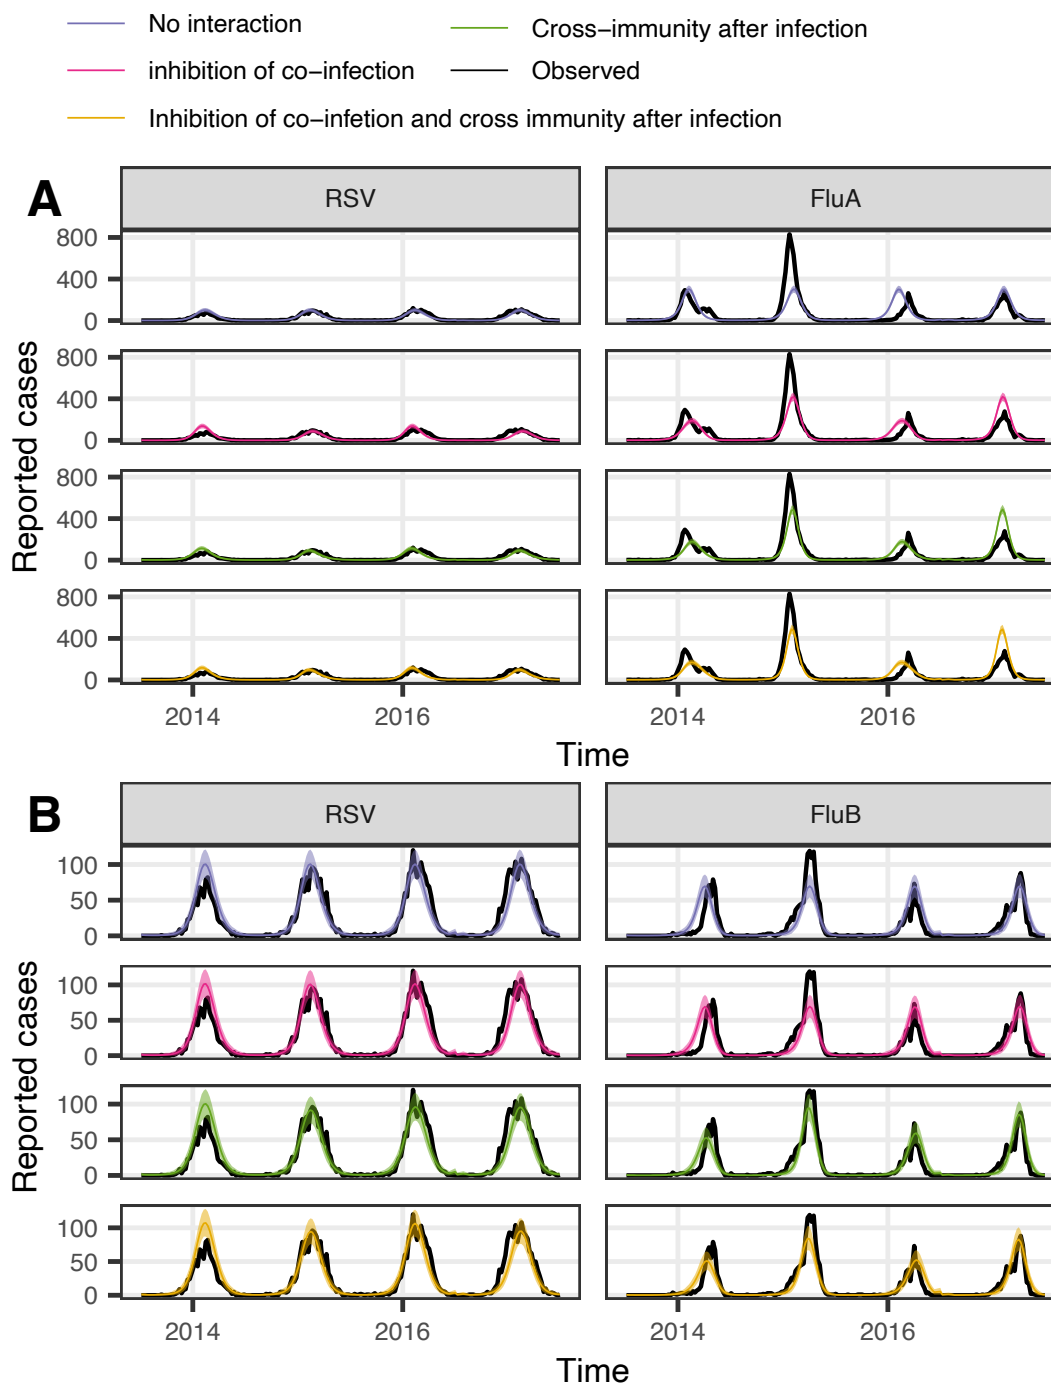 No interaction
Cross-immunity after infection
inhibition of co-infection
Observed
Inhibition of co-infetion and cross immunity after infection
A
RSV
FluA
800
400
0
800
400
0
800
400
0
800
400
0
Reported cases
2014
2016
2014
2016
Time
B
RSV
FluB
100
50
0
100
50
0
100
50
0
100
50
0
Reported cases
2014
2016
2014
2016
Time